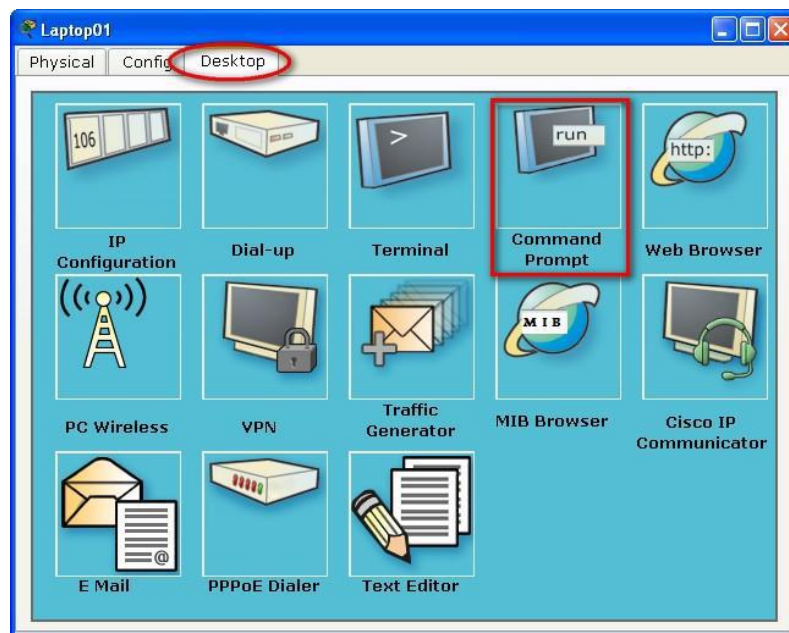 Laptop01
Physical Config Desktop
106
>
run
http:
IP
Configuration
Dial-up
Terminal
Command
Prompt
Web Browser
MIB
PC Wireless
VPN
Traffic
Generator
MIB Browser
Cisco IP
Communicator
@
E Mail
PPPoE Dialer
Text Editor